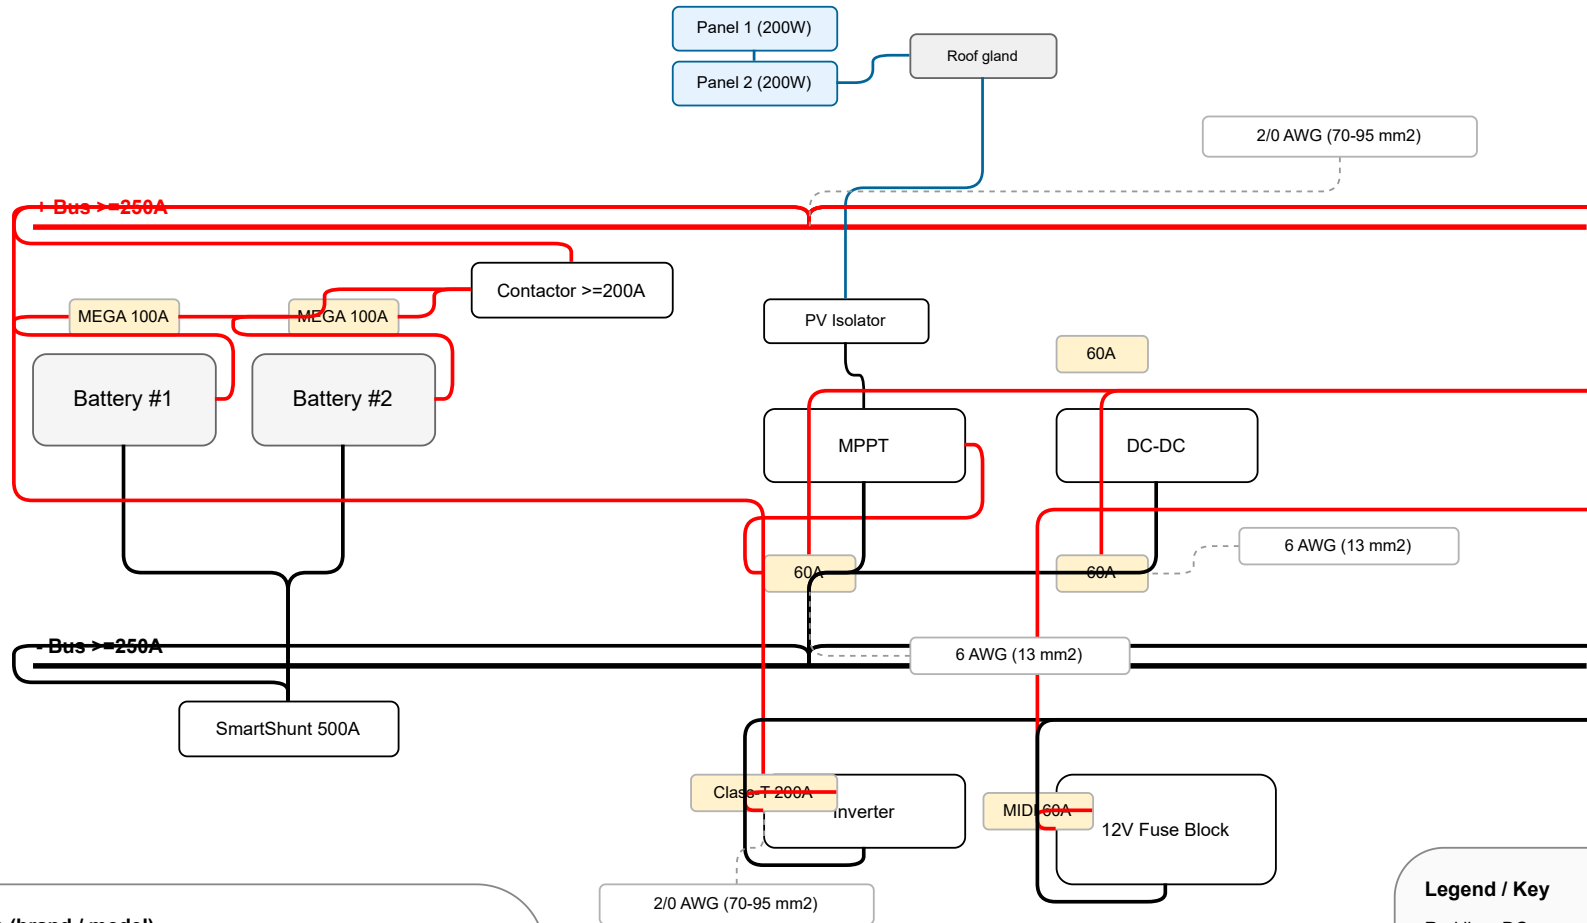 Panel 1 (200W)
Roof gland
Panel 2 (200W)
2/0 AWG (70-95 mm2)
+ Bus >=250A
Contactor >=200A
MEGA 100A
MEGA 100A
PV Isolator
60A
Battery #1
Battery #2
MPPT
DC-DC
6 AWG (13 mm2)
60A
60A
- Bus >=250A
6 AWG (13 mm2)
SmartShunt 500A
Class-T 200A
Inverter
MIDI 60A
12V Fuse Block
2/0 AWG (70-95 mm2)
Legend / Key